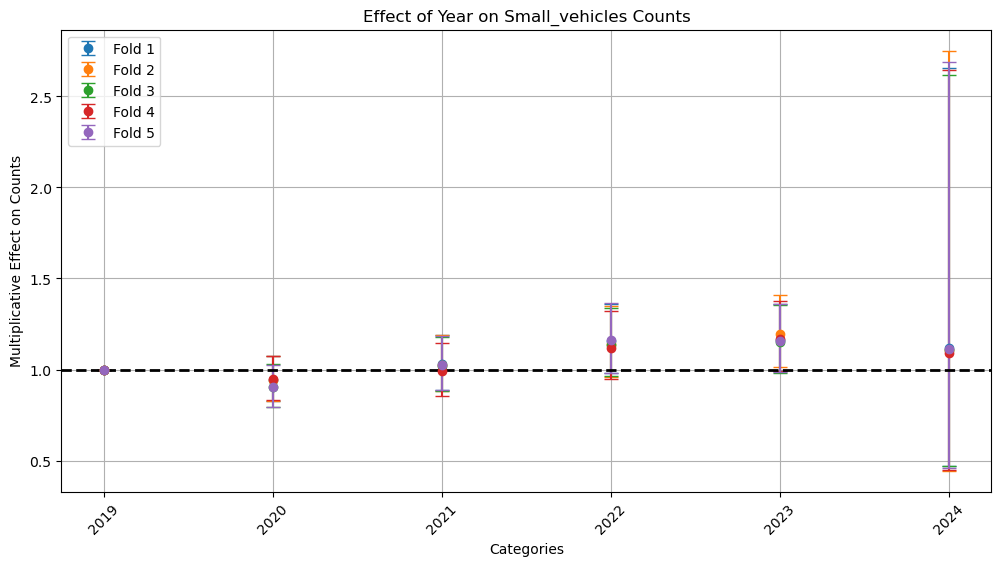 Effect of Year on Small_vehicles Counts
Fold 1
Fold 2
Fold 3
Fold 4
Fold 5
Multiplicative Effect on Counts
2.5
2.0
1.5
1.0
0.5
2019
2020
2021
2022
2023
2024
Categories